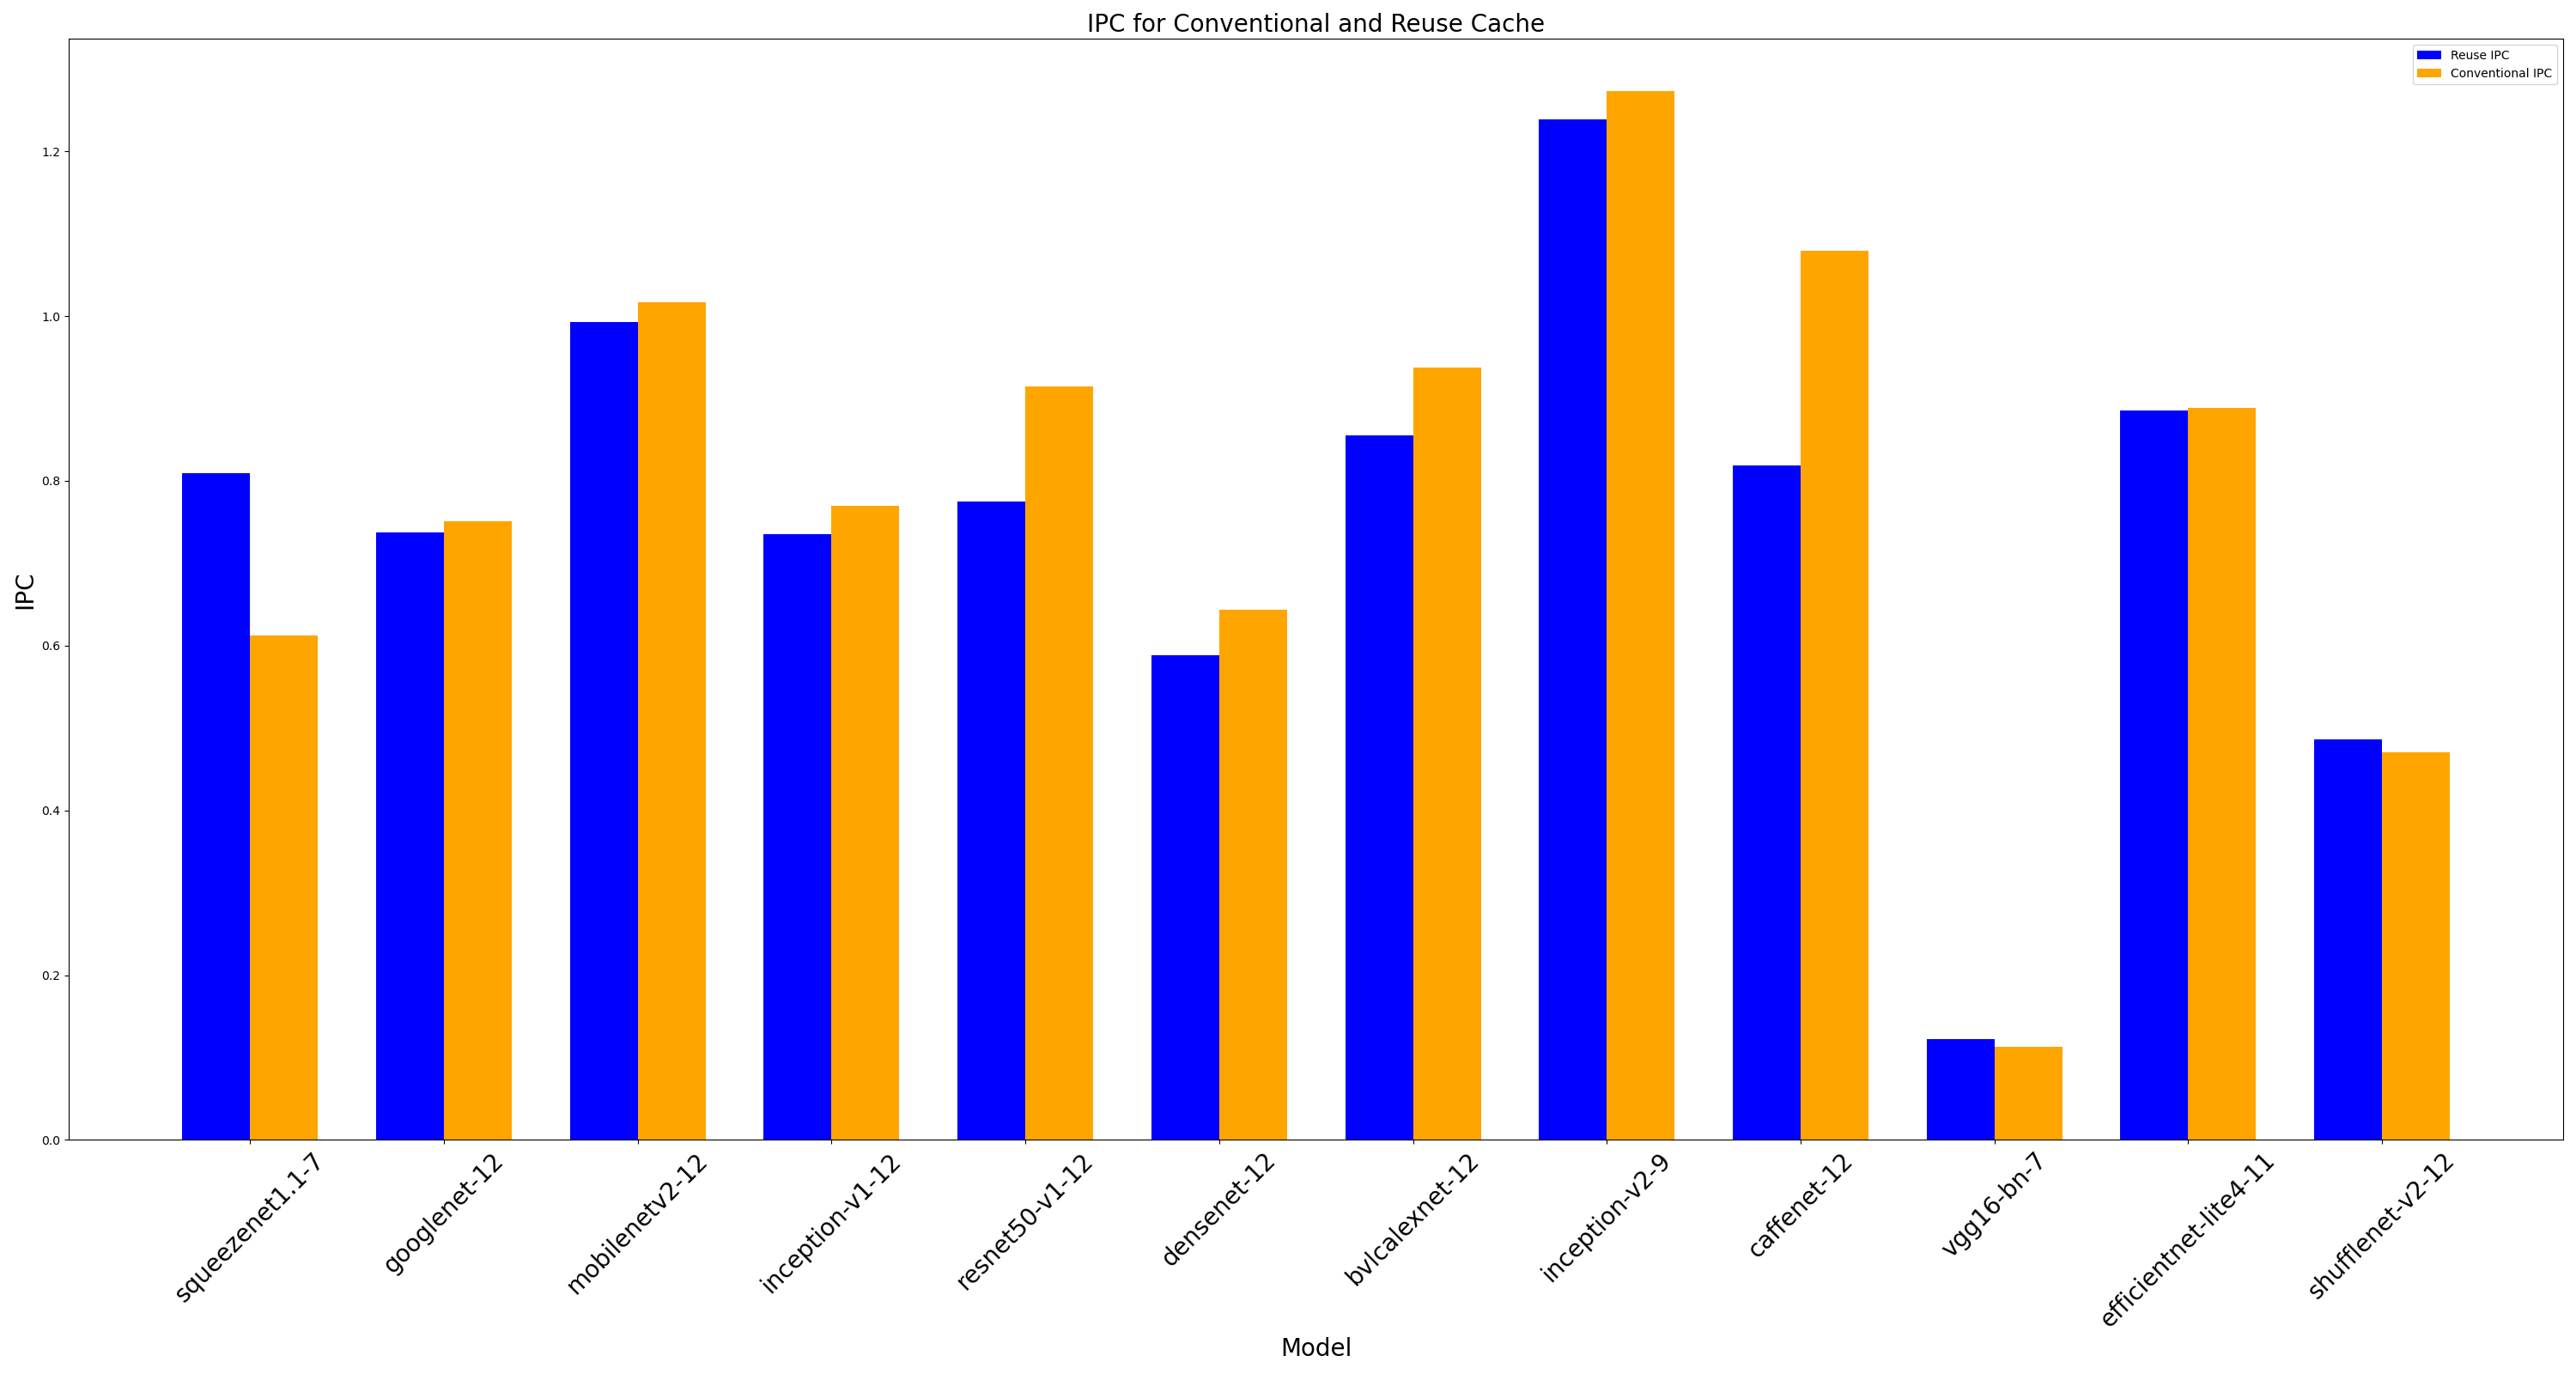 IPC for Conventional and Reuse Cache
Reuse IPC
Conventional IPC
IPC
1.2
1.0
0.8
0.6
0.4
0.2
0.0
squeezenet1.1-7
googlenet-12
mobilenetv2-12
inception-v1-12
resnet50-v1-12
densenet-12
bvlcalexnet-12
inception-v2-9
caffenet-12
vgg16-bn-7
efficientnet-lite4-11
shufflenet-v2-12
Model